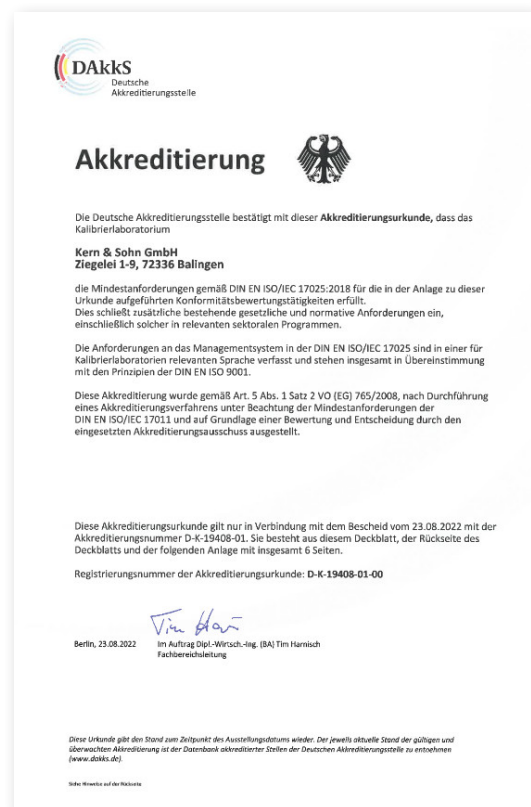 DAkkS
Deutsche
Akkreditierungsstelle
Akkreditierung
Die Deutsche Akkreditierungsstelle bestätigt mit dieser Akkreditierungsurkunde, dass das
Kalibrierlaboratorium
Kern & Sohn GmbH
Ziegelei 1-9, 72336 Balingen
die Mindestanforderungen gemäß DIN EN ISO/IEC 17025:2018 für die in der Anlage zu dieser
Urkunde aufgeführten Konformitätsbewertungstätigkeiten erfüllt.
Dies schließt zusätzliche bestehende gesetzliche und normative Anforderungen ein,
einschließlich solcher in relevanten sektoralen Programmen.
Die Anforderungen an das Managementsystem in der DIN EN ISO/IEC 17025 sind in einer für
Kalibrierlaboratorien relevanten Sprache verfasst und stehen insgesamt in Übereinstimmung
mit den Prinzipien der DIN EN ISO 9001.
Diese Akkreditierung wurde gemäß Art. 5 Abs. 1 Satz 2 VO (EG) 765/2008, nach Durchführung
eines Akkreditierungsverfahrens unter Beachtung der Mindestanforderungen der
DIN EN ISO/IEC 17011 und auf Grundlage einer Bewertung und Entscheidung durch den
eingesetzten Akkreditierungsausschuss ausgestellt.
Diese Akkreditierungsurkunde gilt nur in Verbindung mit dem Bescheid vom 23.08.2022 mit der
Akkreditierungsnummer D-K-19408-01. Sie besteht aus diesem Deckblatt, der Rückseite des
Deckblatts und der folgenden Anlage mit insgesamt 6 Seiten.
Registrierungsnummer der Akkreditierungsurkunde: D-K-19408-01-00
Berlin, 23.08.2022
Im Auftrag Dipl.-Wirtsch.-Ing. (BA) Tim Harnisch
Fachbereichsleitung
Diese Urkunde gibt den Stand zum Zeitpunkt des Ausstellungsdatums wieder. Der jeweils aktuelle Stand der gültigen und
überwachten Akkreditierung ist der Datenbank akkreditierter Stellen der Deutschen Akkreditierungsstelle zu entnehmen
(www.dakks.de).
Siehe Hinweise auf der Rückseite